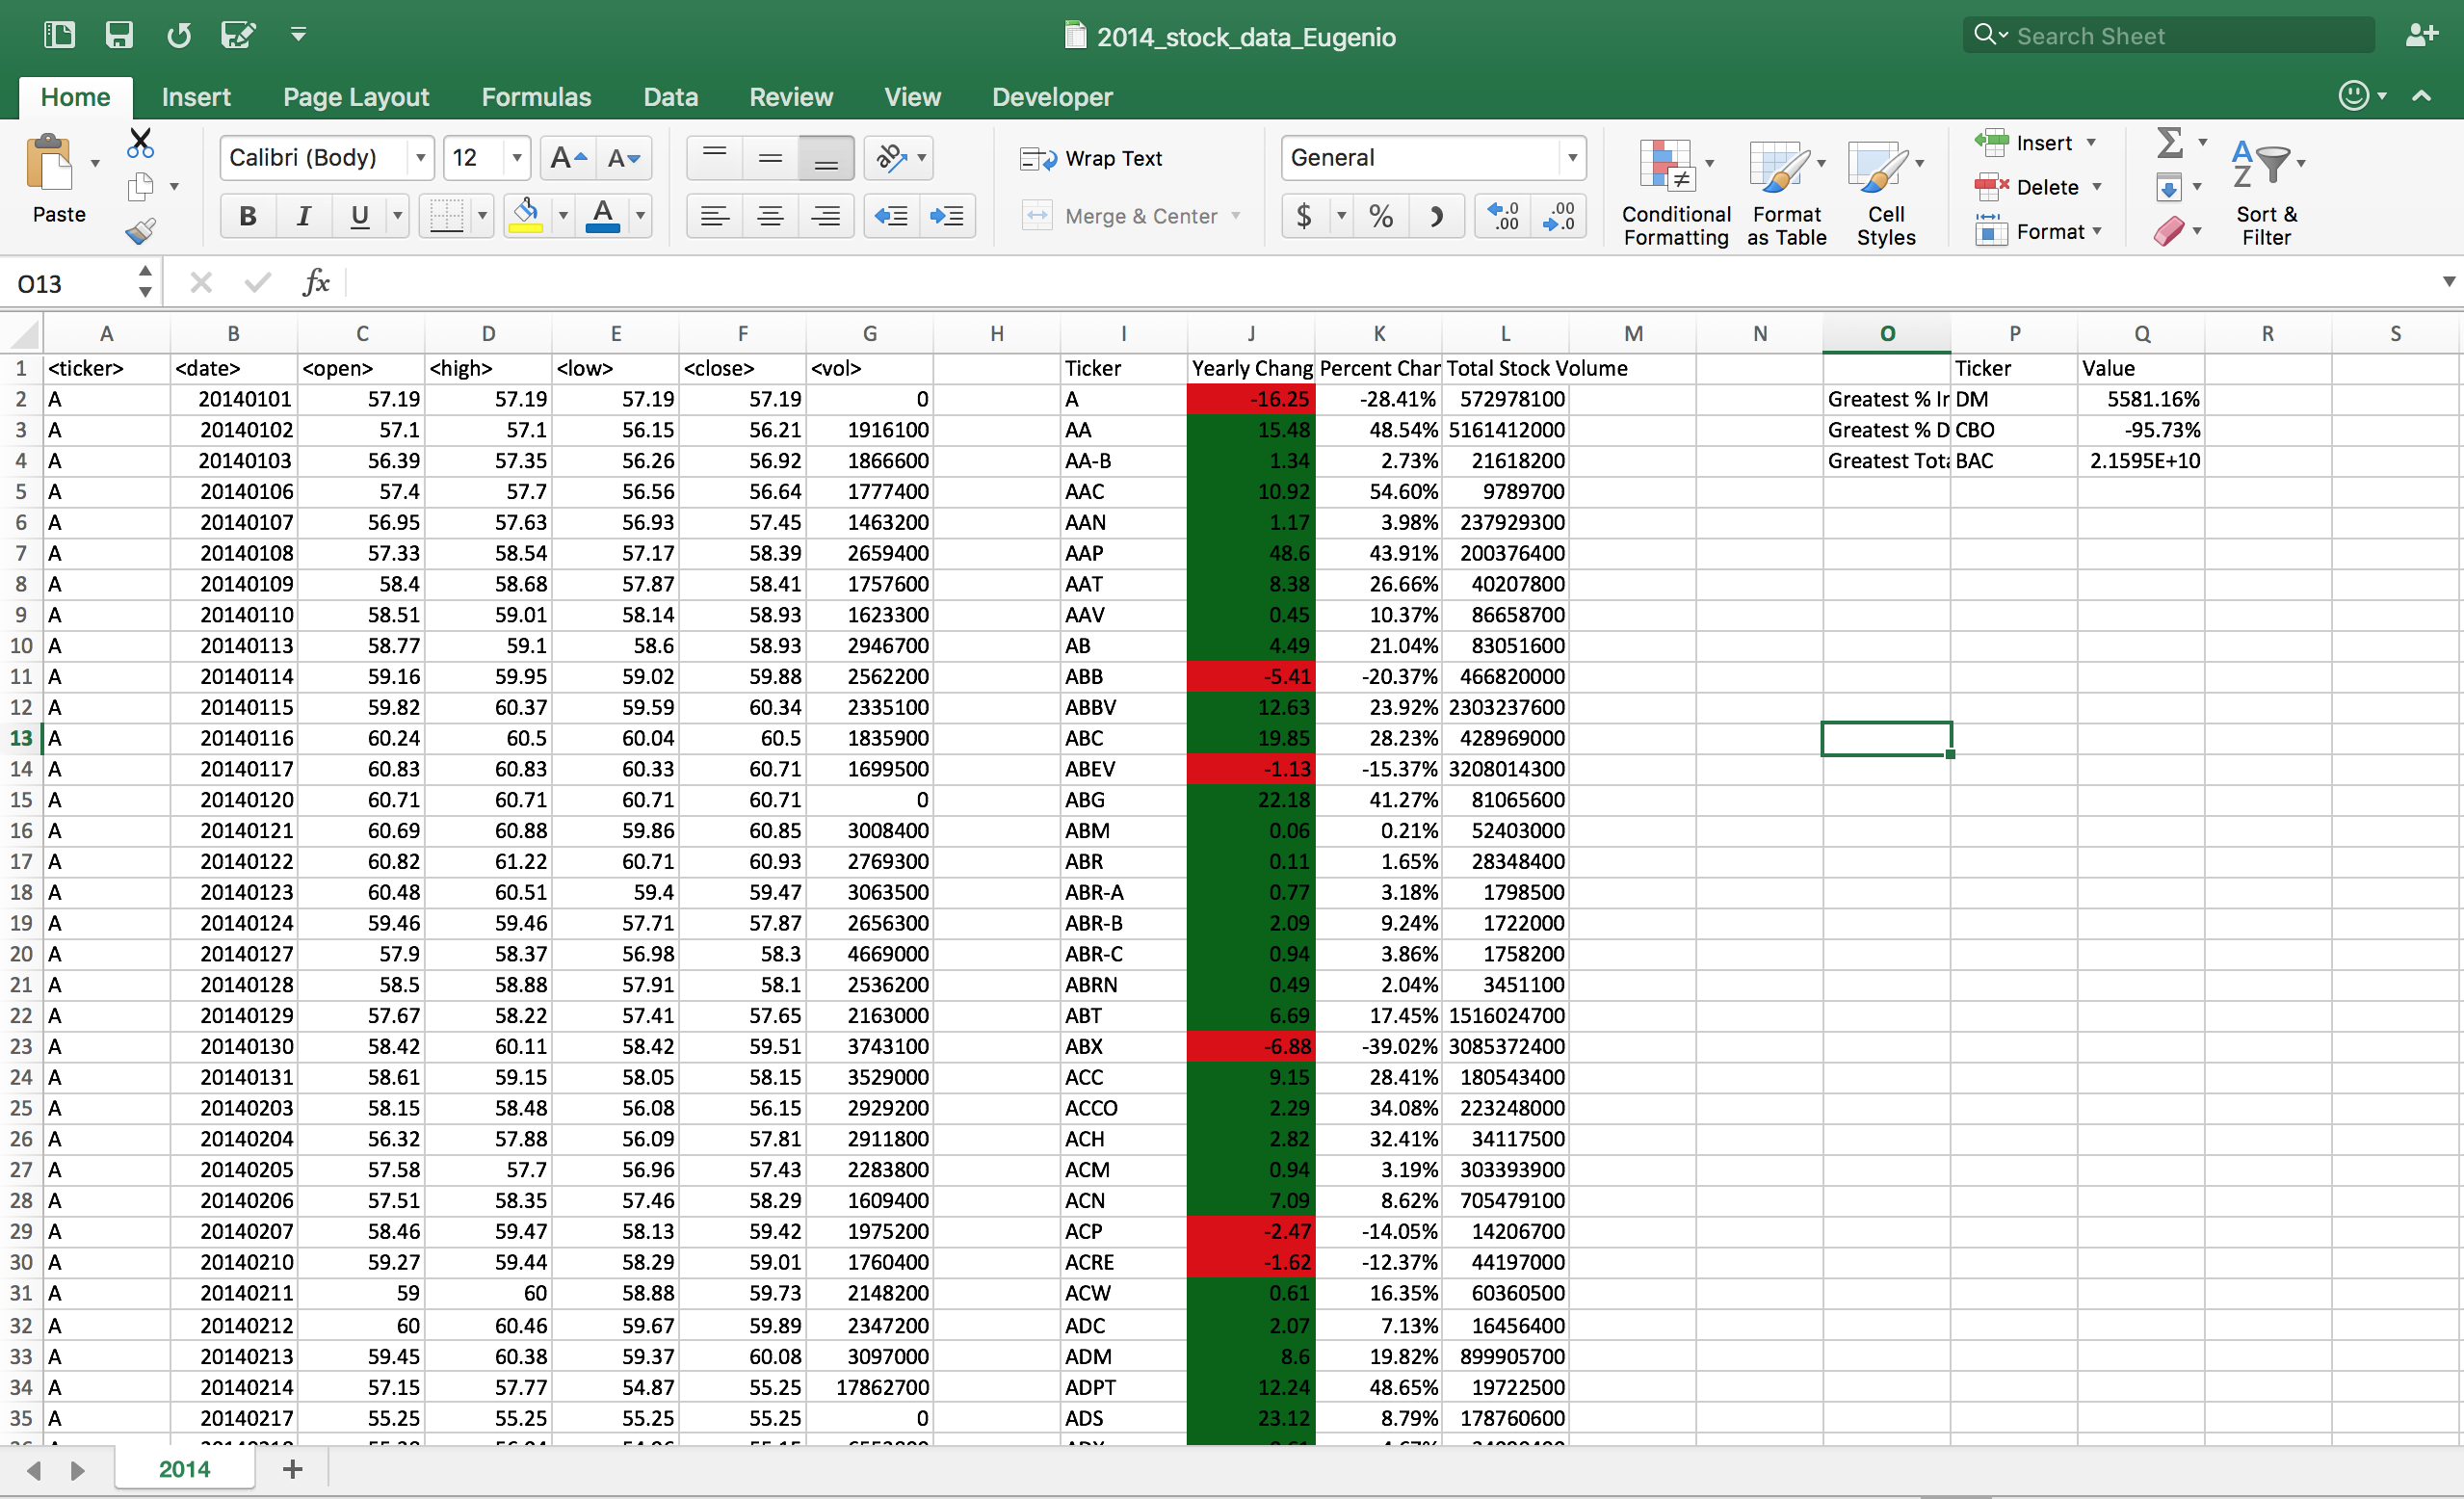 2014_stock_data_Eugenio
Search Sheet
Home Insert Page Layout Formulas Data Review View Developer
Paste
Calibri (Body) 12 A A
B I U A
ab
Wrap Text
Merge & Center
General
$ % .0 .00 .00 .0
Conditional Formatting
Format as Table
Cell Styles
Insert
Delete
Format
Σ
A Z
Sort & Filter
O13 fx
A B C D E F G H I J K L M N O P Q R S
1 <ticker> <date> <open> <high> <low> <close> <vol> Ticker Yearly Chang Percent Char Total Stock Volume Ticker Value
2 A 20140101 57.19 57.19 57.19 57.19 0 A -16.25 -28.41% 572978100 Greatest % Ir DM 5581.16%
3 A 20140102 57.1 57.1 56.15 56.21 1916100 AA 15.48 48.54% 5161412000 Greatest % D CBO -95.73%
4 A 20140103 56.39 57.35 56.26 56.92 1866600 AA-B 1.34 2.73% 21618200 Greatest Tota BAC 2.1595E+10
5 A 20140106 57.4 57.7 56.56 56.64 1777400 AAC 10.92 54.60% 9789700
6 A 20140107 56.95 57.63 56.93 57.45 1463200 AAN 1.17 3.98% 237929300
7 A 20140108 57.33 58.54 57.17 58.39 2659400 AAP 48.6 43.91% 200376400
8 A 20140109 58.4 58.68 57.87 58.41 1757600 AAT 8.38 26.66% 40207800
9 A 20140110 58.51 59.01 58.14 58.93 1623300 AAV 0.45 10.37% 86658700
10 A 20140113 58.77 59.1 58.6 58.93 2946700 AB 4.49 21.04% 83051600
11 A 20140114 59.16 59.95 59.02 59.88 2562200 ABB -5.41 -20.37% 466820000
12 A 20140115 59.82 60.37 59.59 60.34 2335100 ABBV 12.63 23.92% 2303237600
13 A 20140116 60.24 60.5 60.04 60.5 1835900 ABC 19.85 28.23% 428969000
14 A 20140117 60.83 60.83 60.33 60.71 1699500 ABEV -1.13 -15.37% 3208014300
15 A 20140120 60.71 60.71 60.71 60.71 0 ABG 22.18 41.27% 81065600
16 A 20140121 60.69 60.88 59.86 60.85 3008400 ABM 0.06 0.21% 52403000
17 A 20140122 60.82 61.22 60.71 60.93 2769300 ABR 0.11 1.65% 28348400
18 A 20140123 60.48 60.51 59.4 59.47 3063500 ABR-A 0.77 3.18% 1798500
19 A 20140124 59.46 59.46 57.71 57.87 2656300 ABR-B 2.09 9.24% 1722000
20 A 20140127 57.9 58.37 56.98 58.3 4669000 ABR-C 0.94 3.86% 1758200
21 A 20140128 58.5 58.88 57.91 58.1 2536200 ABRN 0.49 2.04% 3451100
22 A 20140129 57.67 58.22 57.41 57.65 2163000 ABT 6.69 17.45% 1516024700
23 A 20140130 58.42 60.11 58.42 59.51 3743100 ABX -6.88 -39.02% 3085372400
24 A 20140131 58.61 59.15 58.05 58.15 3529000 ACC 9.15 28.41% 180543400
25 A 20140203 58.15 58.48 56.08 56.15 2929200 ACCO 2.29 34.08% 223248000
26 A 20140204 56.32 57.88 56.09 57.81 2911800 ACH 2.82 32.41% 34117500
27 A 20140205 57.58 57.7 56.96 57.43 2283800 ACM 0.94 3.19% 303393900
28 A 20140206 57.51 58.35 57.46 58.29 1609400 ACN 7.09 8.62% 705479100
29 A 20140207 58.46 59.47 58.13 59.42 1975200 ACP -2.47 -14.05% 14206700
30 A 20140210 59.27 59.44 58.29 59.01 1760400 ACRE -1.62 -12.37% 44197000
31 A 20140211 59 60 58.88 59.73 2148200 ACW 0.61 16.35% 60360500
32 A 20140212 60 60.46 59.67 59.89 2347200 ADC 2.07 7.13% 16456400
33 A 20140213 59.45 60.38 59.37 60.08 3097000 ADM 8.6 19.82% 899905700
34 A 20140214 57.15 57.77 54.87 55.25 17862700 ADPT 12.24 48.65% 19722500
35 A 20140217 55.25 55.25 55.25 55.25 0 ADS 23.12 8.79% 178760600
2014